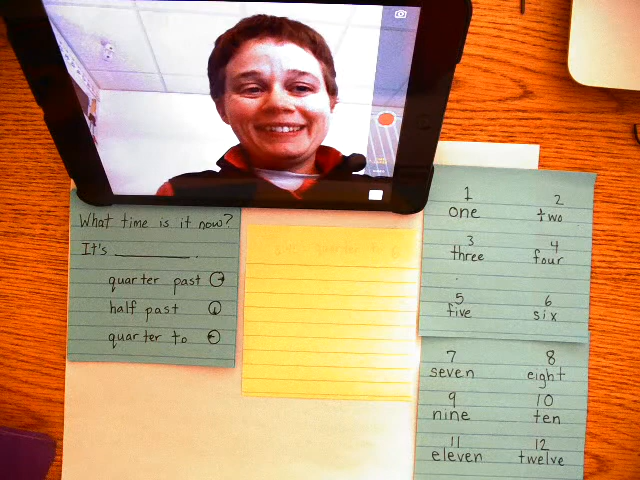 What time is it now?
It's ________.
quarter past
half past
quarter to
1 2
one two
3 4
three four
5 6
five six
7 8
seven eight
9 10
nine ten
11 12
eleven twelve